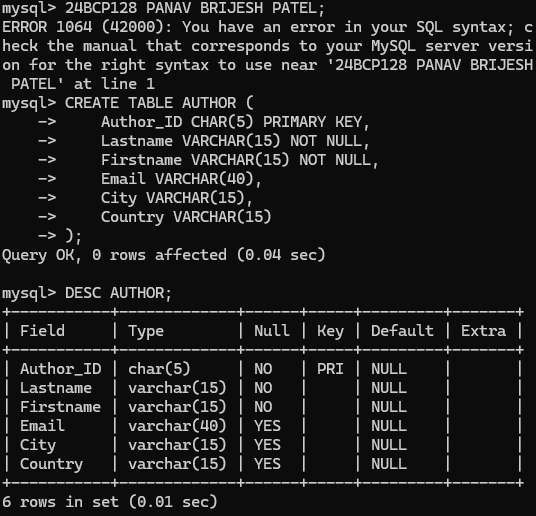 mysql> 24BCP128 PANAV BRIJESH PATEL;
ERROR 1064 (42000): You have an error in your SQL syntax; c
heck the manual that corresponds to your MySQL server versi
on for the right syntax to use near '24BCP128 PANAV BRIJESH
 PATEL' at line 1
mysql> CREATE TABLE AUTHOR (
    ->     Author_ID CHAR(5) PRIMARY KEY,
    ->     Lastname VARCHAR(15) NOT NULL,
    ->     Firstname VARCHAR(15) NOT NULL,
    ->     Email VARCHAR(40),
    ->     City VARCHAR(15),
    ->     Country VARCHAR(15)
    -> );
Query OK, 0 rows affected (0.04 sec)

mysql> DESC AUTHOR;
+-----------+-------------+------+-----+---------+-------+
| Field     | Type        | Null | Key | Default | Extra |
+-----------+-------------+------+-----+---------+-------+
| Author_ID | char(5)     | NO   | PRI | NULL    |       |
| Lastname  | varchar(15) | NO   |     | NULL    |       |
| Firstname | varchar(15) | NO   |     | NULL    |       |
| Email     | varchar(40) | YES  |     | NULL    |       |
| City      | varchar(15) | YES  |     | NULL    |       |
| Country   | varchar(15) | YES  |     | NULL    |       |
+-----------+-------------+------+-----+---------+-------+
6 rows in set (0.01 sec)